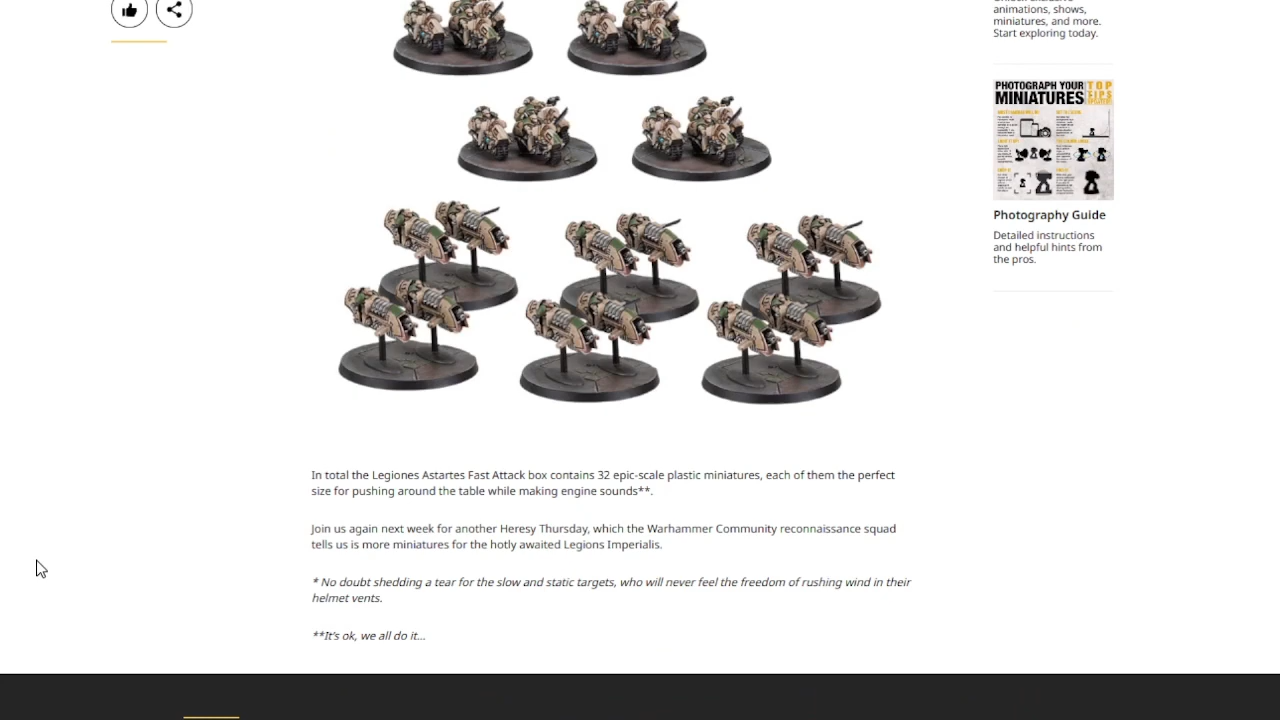 animations, shows,
miniatures, and more.
Start exploring today.
PHOTOGRAPH YOUR
MINIATURES
TOP
TIPS
Photography Guide
Detailed instructions
and helpful hints from
the pros.
In total the Legiones Astartes Fast Attack box contains 32 epic-scale plastic miniatures, each of them the perfect
size for pushing around the table while making engine sounds**.
Join us again next week for another Heresy Thursday, which the Warhammer Community reconnaissance squad
tells us is more miniatures for the hotly awaited Legions Imperialis.
* No doubt shedding a tear for the slow and static targets, who will never feel the freedom of rushing wind in their
helmet vents.
**It's ok, we all do it...